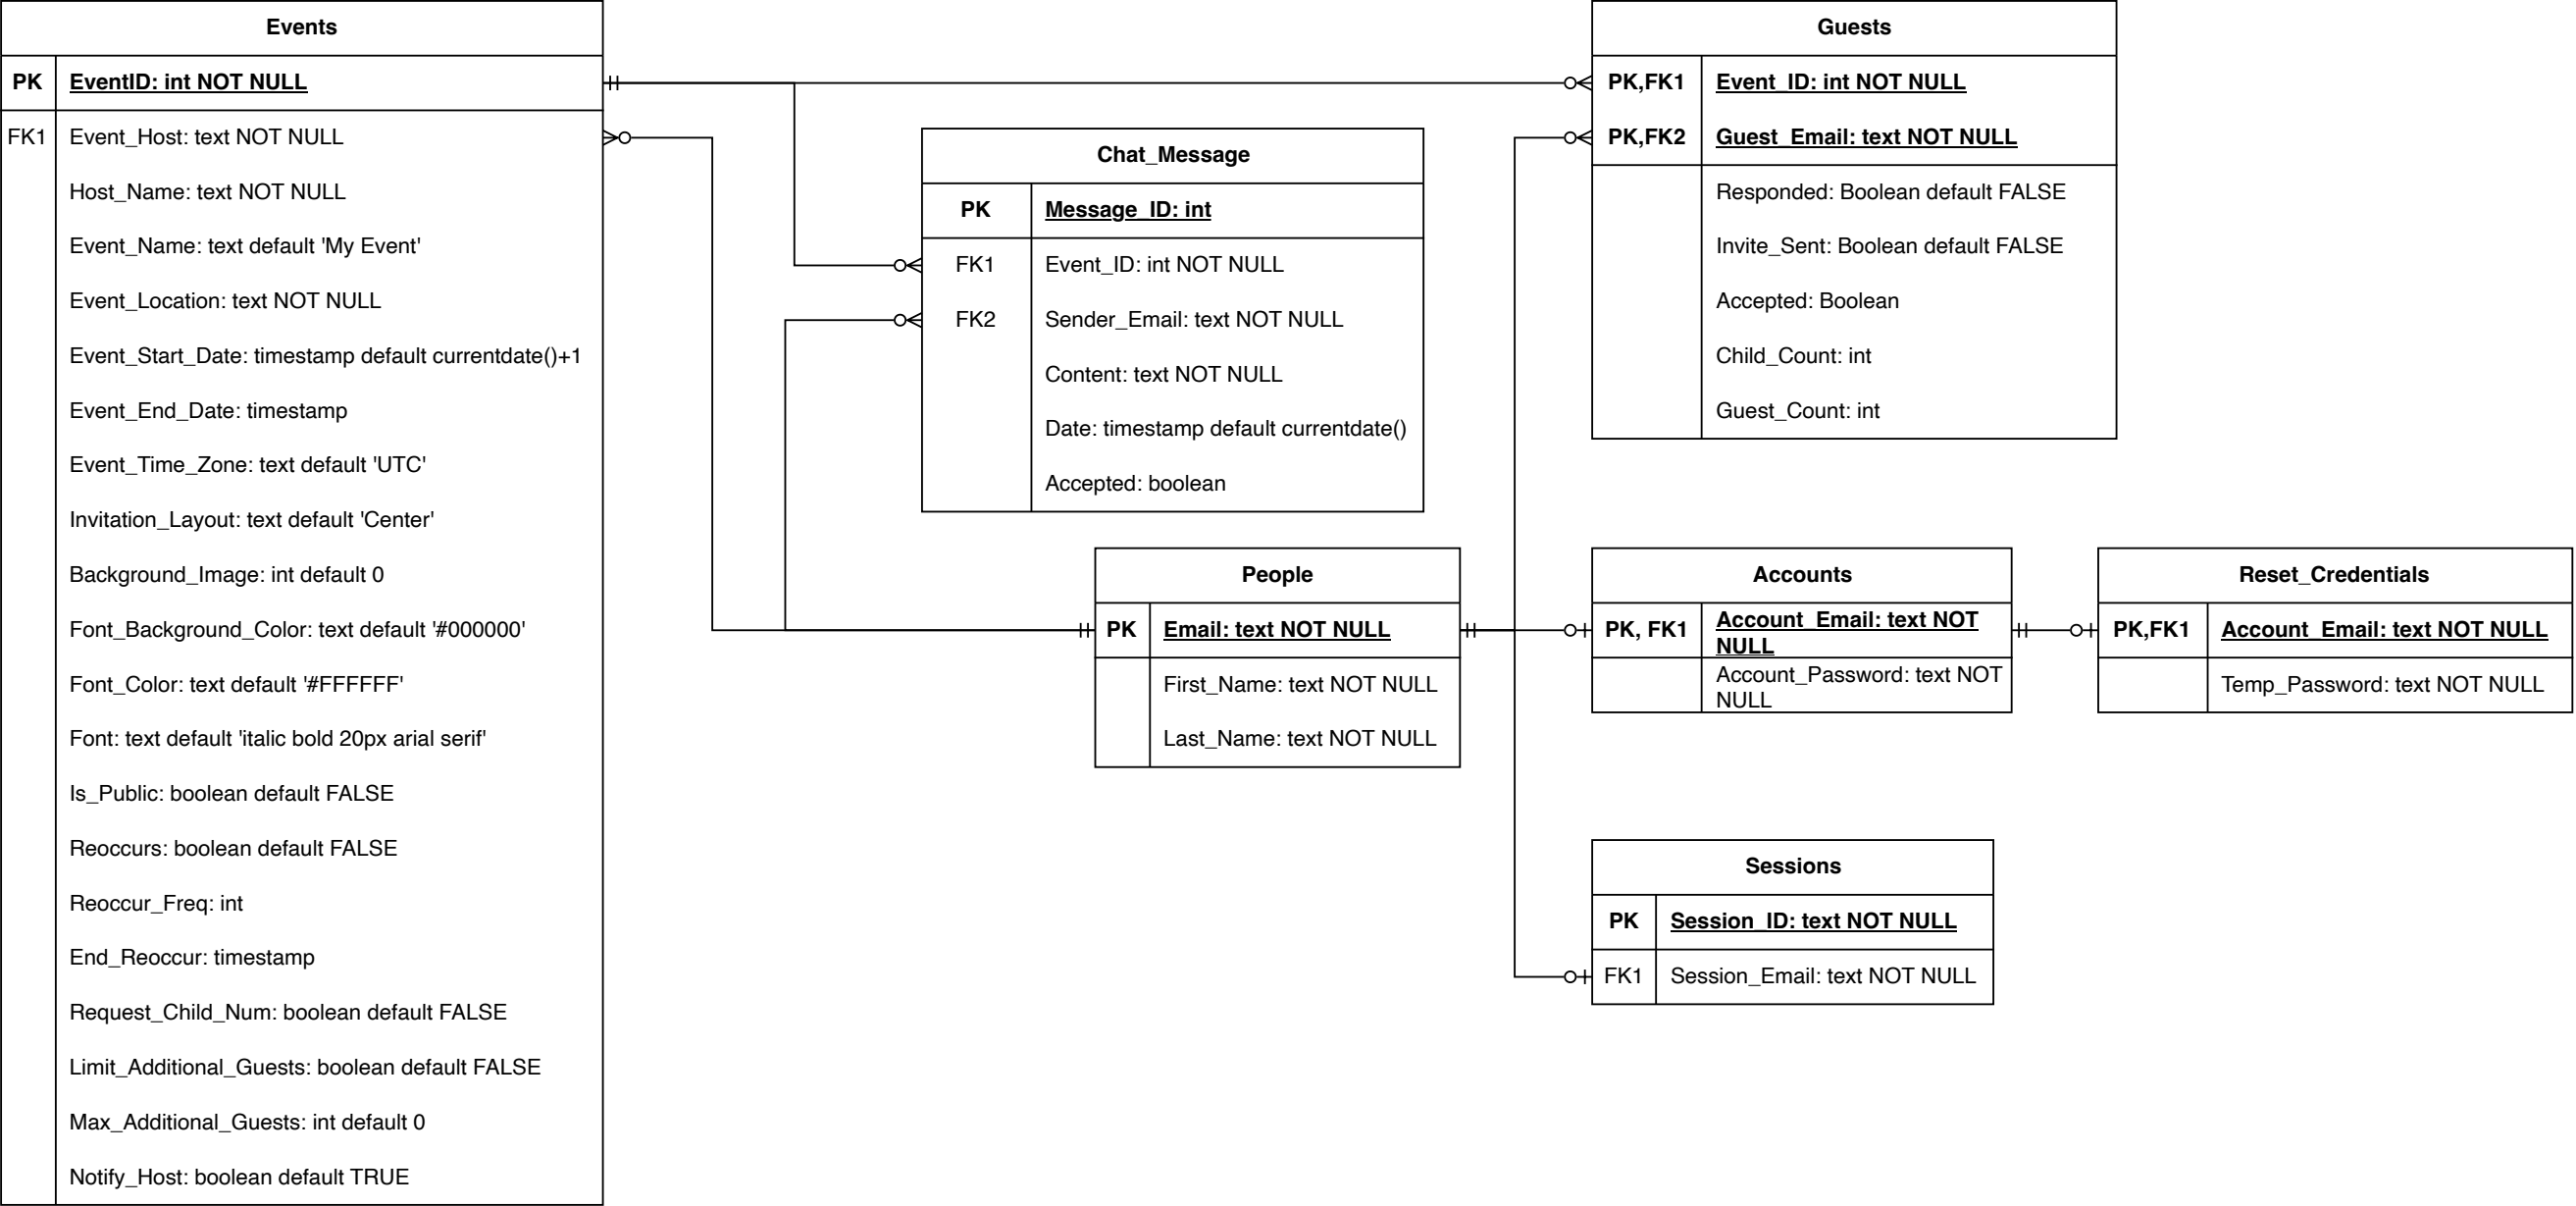 Events
PK
EventID: int NOT NULL
FK1
Event_Host: text NOT NULL
Host_Name: text NOT NULL
Event_Name: text default 'My Event'
Event_Location: text NOT NULL
Event_Start_Date: timestamp default currentdate()+1
Event_End_Date: timestamp
Event_Time_Zone: text default 'UTC'
Invitation_Layout: text default 'Center'
Background_Image: int default 0
Font_Background_Color: text default '#000000'
Font_Color: text default '#FFFFFF'
Font: text default 'italic bold 20px arial serif'
Is_Public: boolean default FALSE
Reoccurs: boolean default FALSE
Reoccur_Freq: int
End_Reoccur: timestamp
Request_Child_Num: boolean default FALSE
Limit_Additional_Guests: boolean default FALSE
Max_Additional_Guests: int default 0
Notify_Host: boolean default TRUE
Chat_Message
PK
Message_ID: int
FK1
Event_ID: int NOT NULL
FK2
Sender_Email: text NOT NULL
Content: text NOT NULL
Date: timestamp default currentdate()
Accepted: boolean
People
PK
Email: text NOT NULL
First_Name: text NOT NULL
Last_Name: text NOT NULL
Guests
PK,FK1
Event_ID: int NOT NULL
PK,FK2
Guest_Email: text NOT NULL
Responded: Boolean default FALSE
Invite_Sent: Boolean default FALSE
Accepted: Boolean
Child_Count: int
Guest_Count: int
Accounts
PK, FK1
Account_Email: text NOT
NULL
Account_Password: text NOT
NULL
Reset_Credentials
PK,FK1
Account_Email: text NOT NULL
Temp_Password: text NOT NULL
Sessions
PK
Session_ID: text NOT NULL
FK1
Session_Email: text NOT NULL